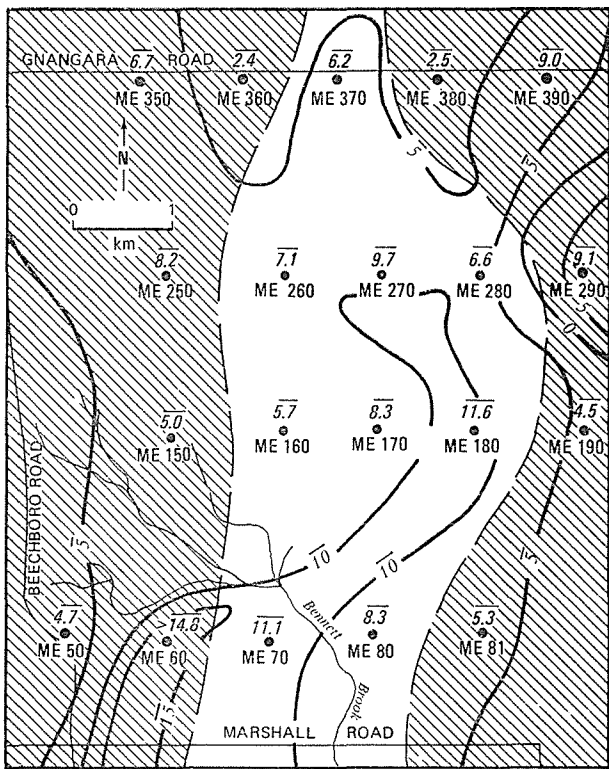 GNANGARA ROAD
6.7 2.4 6.2 2.5 9.0
ME 350 ME 360 ME 370 ME 380 ME 390
5
5
N
0 1
km
8.2 7.1 9.7 6.6 9.1
ME 250 ME 260 ME 270 ME 280 ME 290
5
0
5.0 5.7 8.3 11.6 4.5
ME 150 ME 160 ME 170 ME 180 ME 190
BEECHBORO ROAD
5
10
10
5
Bennett
Brook
4.7 >14.8 11.1 8.3 5.3
ME 50 ME 60 ME 70 ME 80 ME 81
15
MARSHALL ROAD